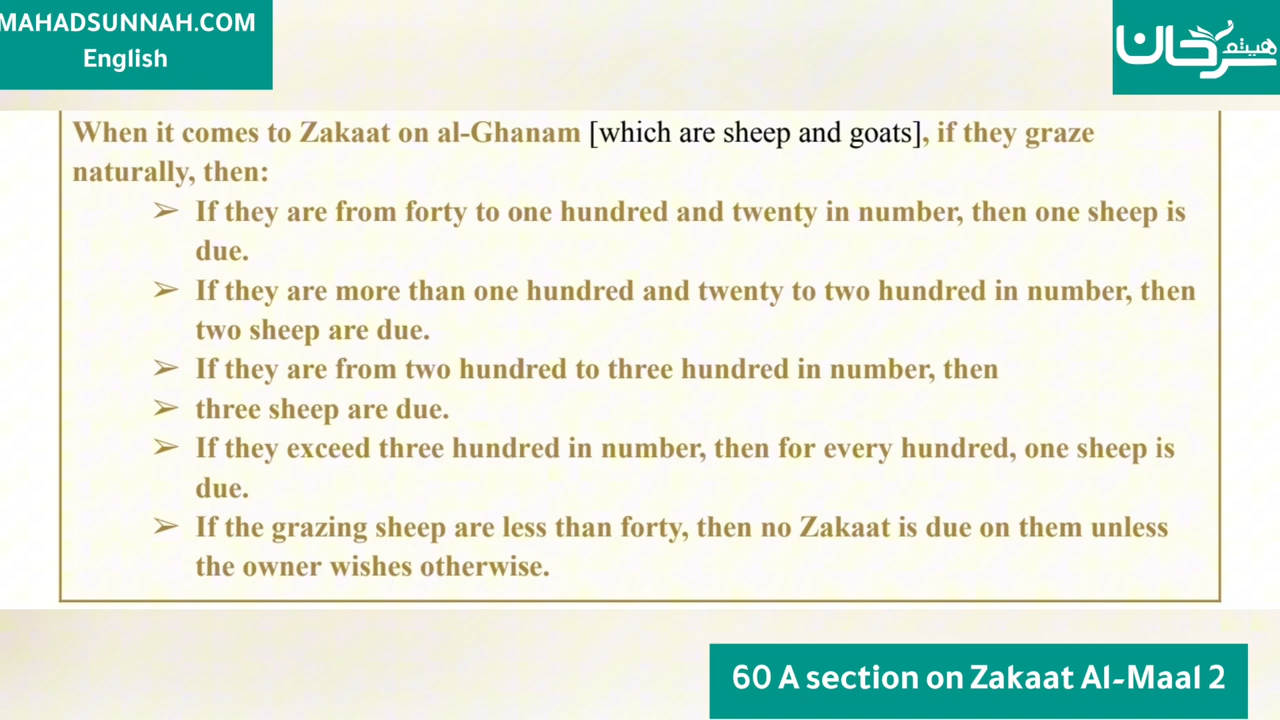 MAHADSUNNAH.COM
English
هيثم
سرحان
When it comes to Zakaat on al-Ghanam [which are sheep and goats], if they graze
naturally, then:
➢ If they are from forty to one hundred and twenty in number, then one sheep is
due.
➢ If they are more than one hundred and twenty to two hundred in number, then
two sheep are due.
➢ If they are from two hundred to three hundred in number, then
➢ three sheep are due.
➢ If they exceed three hundred in number, then for every hundred, one sheep is
due.
➢ If the grazing sheep are less than forty, then no Zakaat is due on them unless
the owner wishes otherwise.
60 A section on Zakaat Al-Maal 2